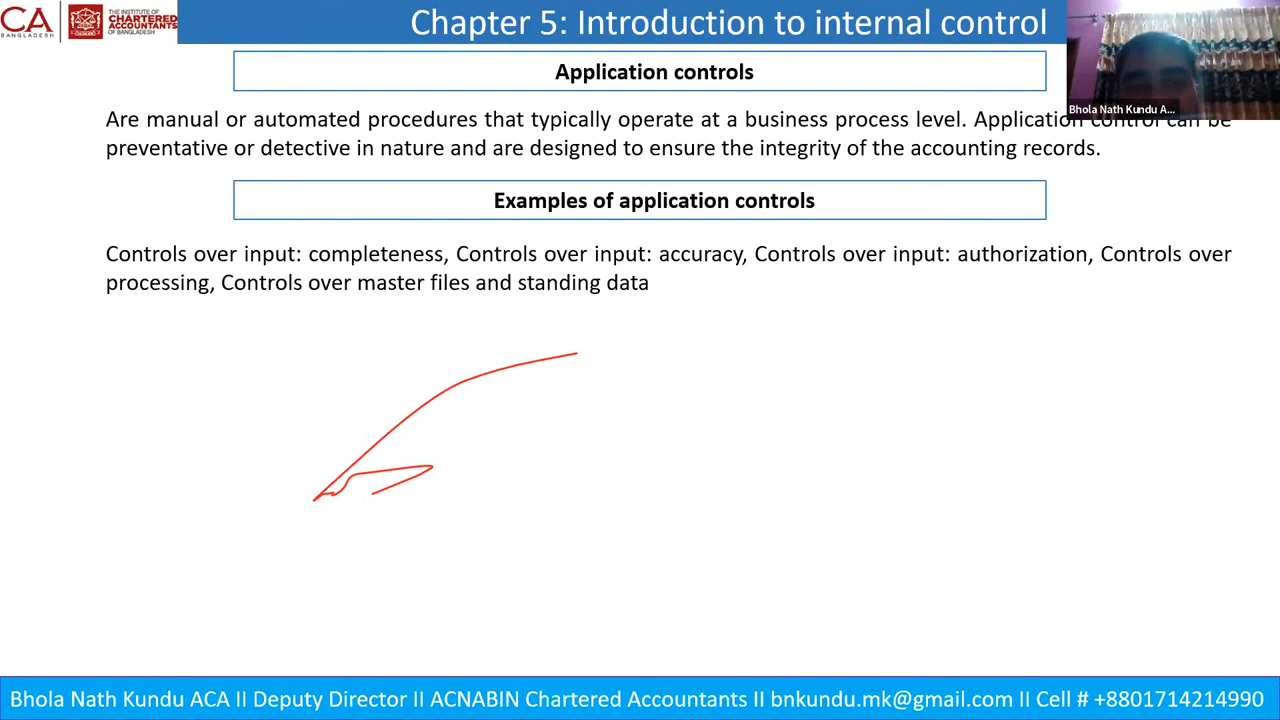 CA
BANGLADESH
THE INSTITUTE OF
CHARTERED
ACCOUNTANTS
OF BANGLADESH
Chapter 5: Introduction to internal control
Bhola Nath Kundu A...
Application controls
Are manual or automated procedures that typically operate at a business process level. Application control can be
preventative or detective in nature and are designed to ensure the integrity of the accounting records.
Examples of application controls
Controls over input: completeness, Controls over input: accuracy, Controls over input: authorization, Controls over
processing, Controls over master files and standing data
Bhola Nath Kundu ACA II Deputy Director II ACNABIN Chartered Accountants II bnkundu.mk@gmail.com II Cell # +8801714214990